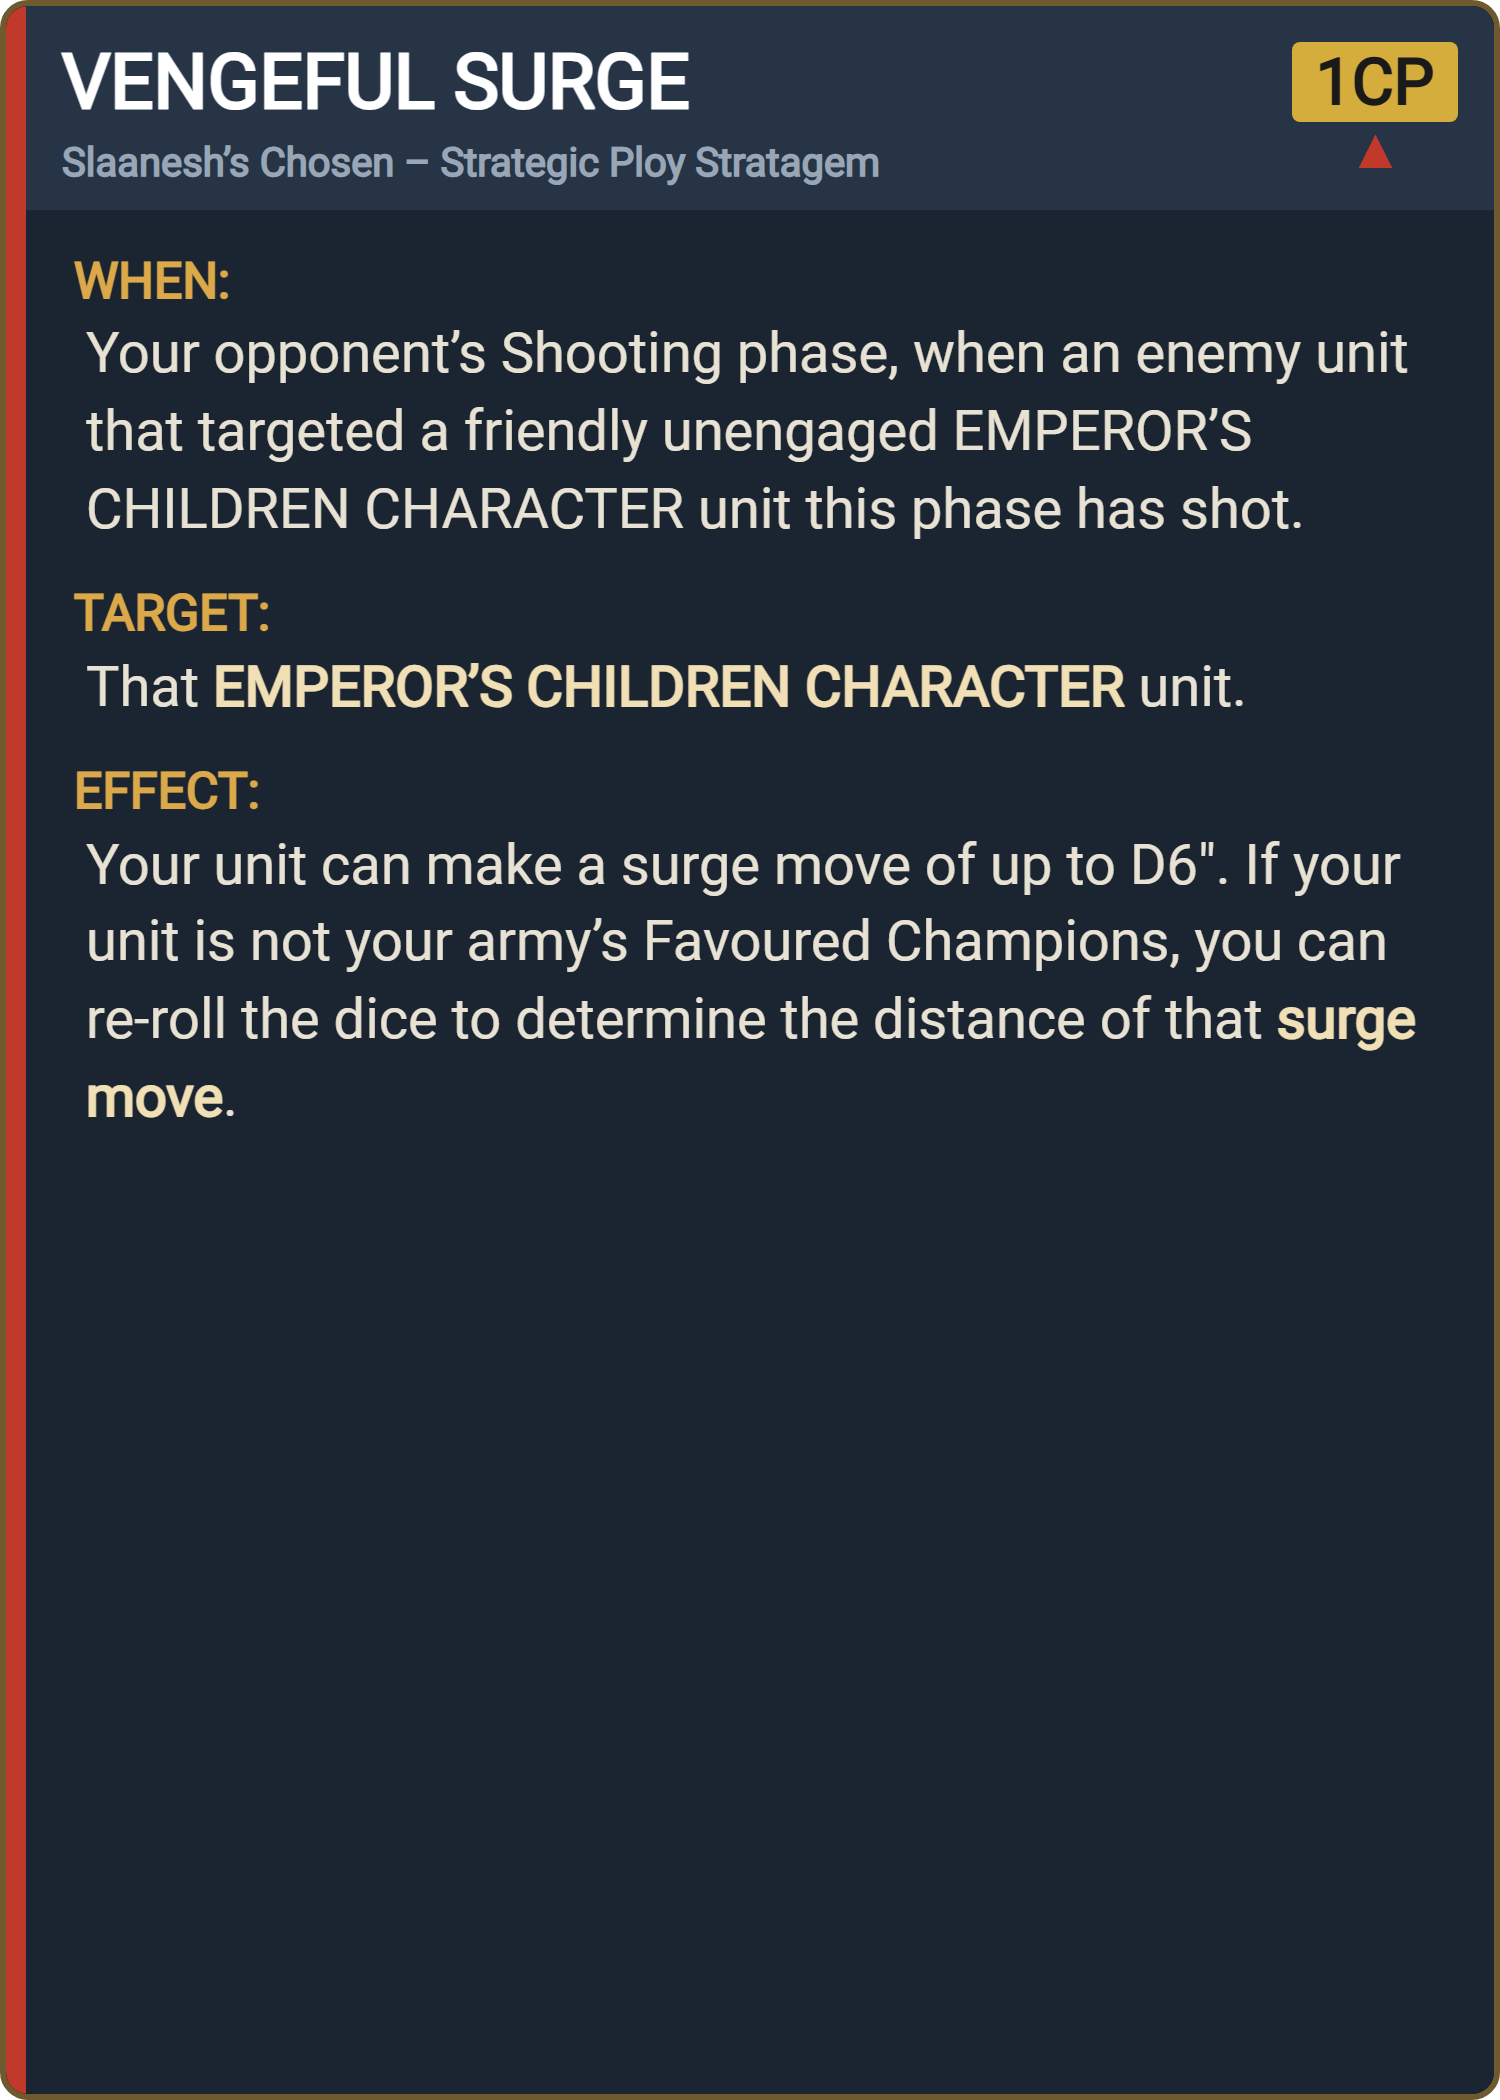 VENGEFUL SURGE
1CP
Slaanesh’s Chosen – Strategic Ploy Stratagem
WHEN:
Your opponent’s Shooting phase, when an enemy unit
that targeted a friendly unengaged EMPEROR’S
CHILDREN CHARACTER unit this phase has shot.
TARGET:
That EMPEROR’S CHILDREN CHARACTER unit.
EFFECT:
Your unit can make a surge move of up to D6". If your
unit is not your army’s Favoured Champions, you can
re-roll the dice to determine the distance of that surge
move.